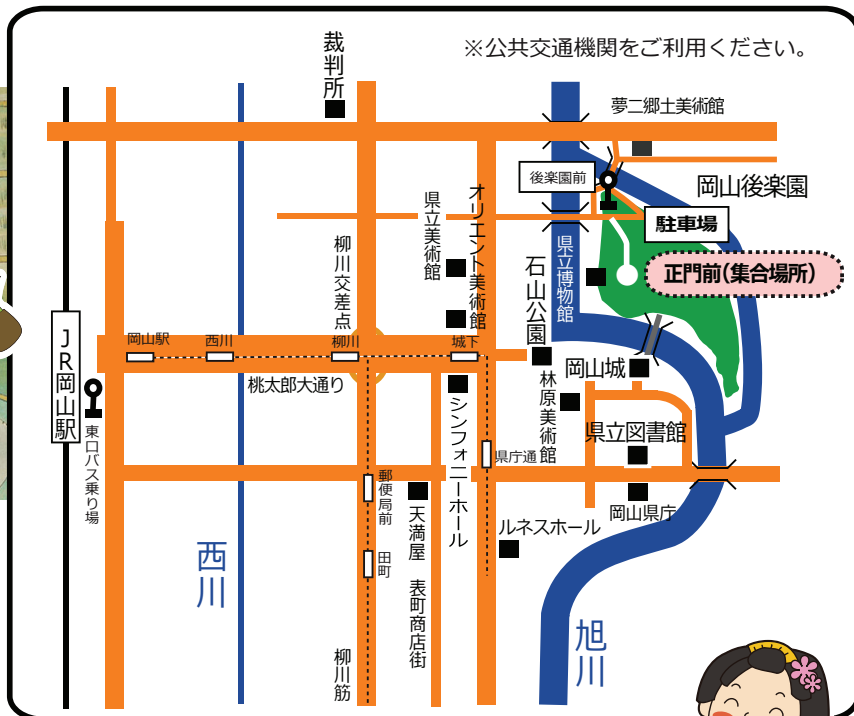 ※公共交通機関をご利用ください。
裁判所
夢二郷土美術館
後楽園前
岡山後楽園
駐車場
正門前(集合場所)
県立美術館
オリエント美術館
県立博物館
石山公園
柳川交差点
JR岡山駅
岡山駅
西川
柳川
城下
桃太郎大通り
東口バス乗り場
シンフォニーホール
岡山城
林原美術館
県立図書館
県庁通
郵便局前
天満屋
岡山県庁
ルネスホール
田町
表町商店街
西川
旭川
柳川筋